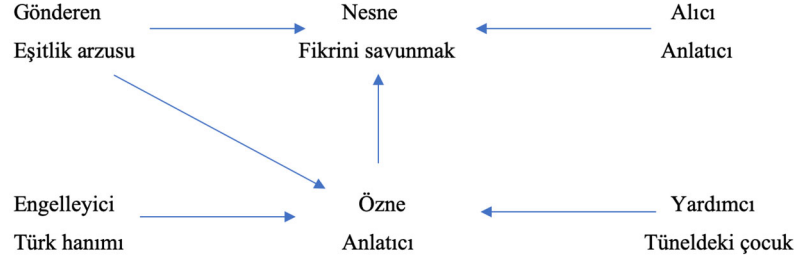 Gönderen Nesne Alıcı
Eşitlik arzusu Fikrini savunmak Anlatıcı
Engelleyici Özne Yardımcı
Türk hanımı Anlatıcı Tüneldeki çocuk